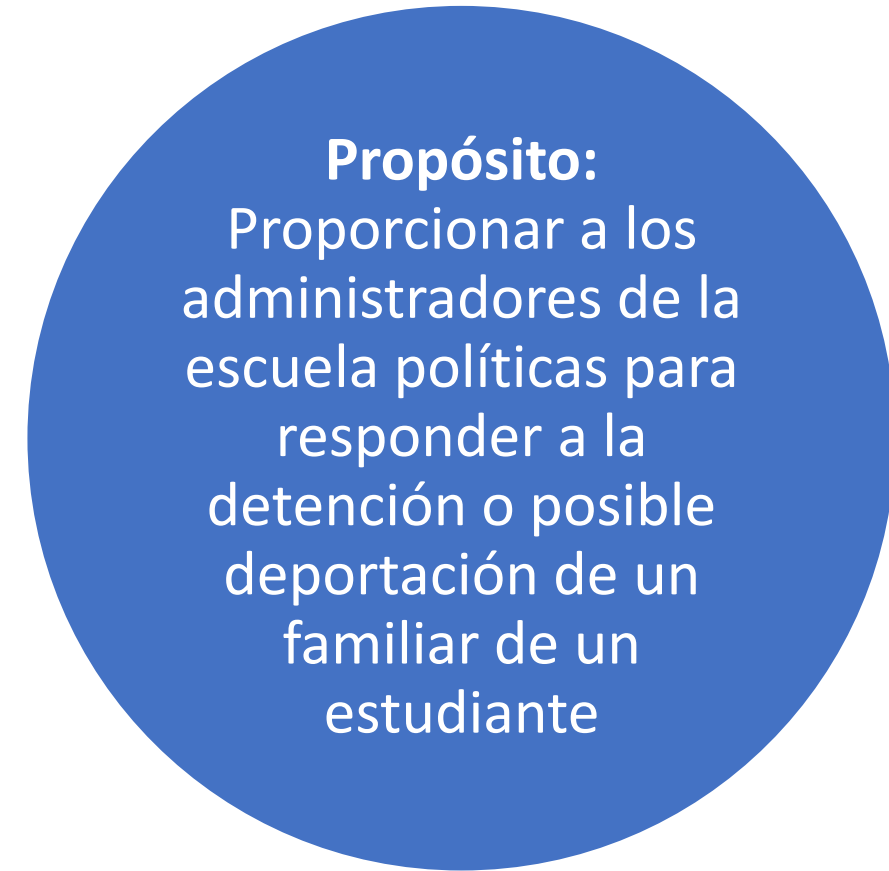 Propósito:
Proporcionar a los
administradores de la
escuela políticas para
responder a la
detención o posible
deportación de un
familiar de un
estudiante